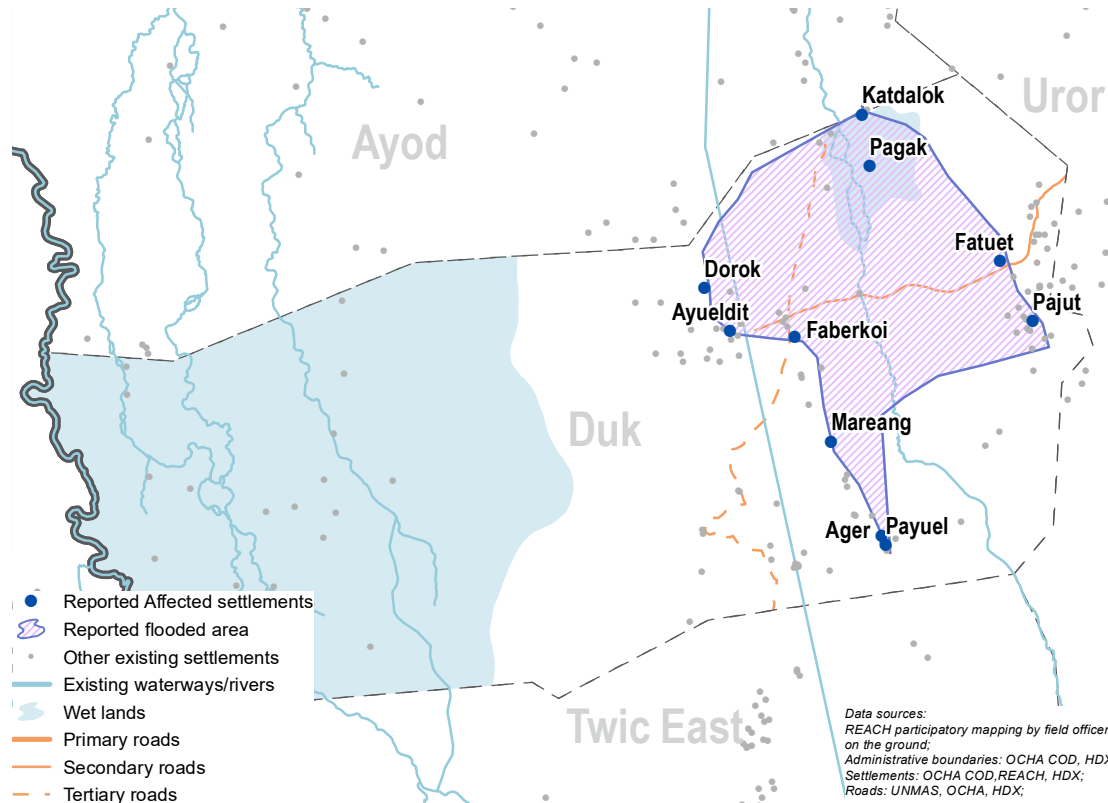 Katdalok
Uror
Ayod
Pagak
Fatuet
Dorok
Ayueldit
Pajut
Faberkoi
Duk
Mareang
Ager
Payuel
Reported Affected settlements
Reported flooded area
Other existing settlements
Existing waterways/rivers
Wet lands
Primary roads
Secondary roads
Tertiary roads
Twic East
Data sources:
REACH participatory mapping by field officer
on the ground;
Administrative boundaries: OCHA COD, HDX
Settlements: OCHA COD,REACH, HDX;
Roads: UNMAS, OCHA, HDX;